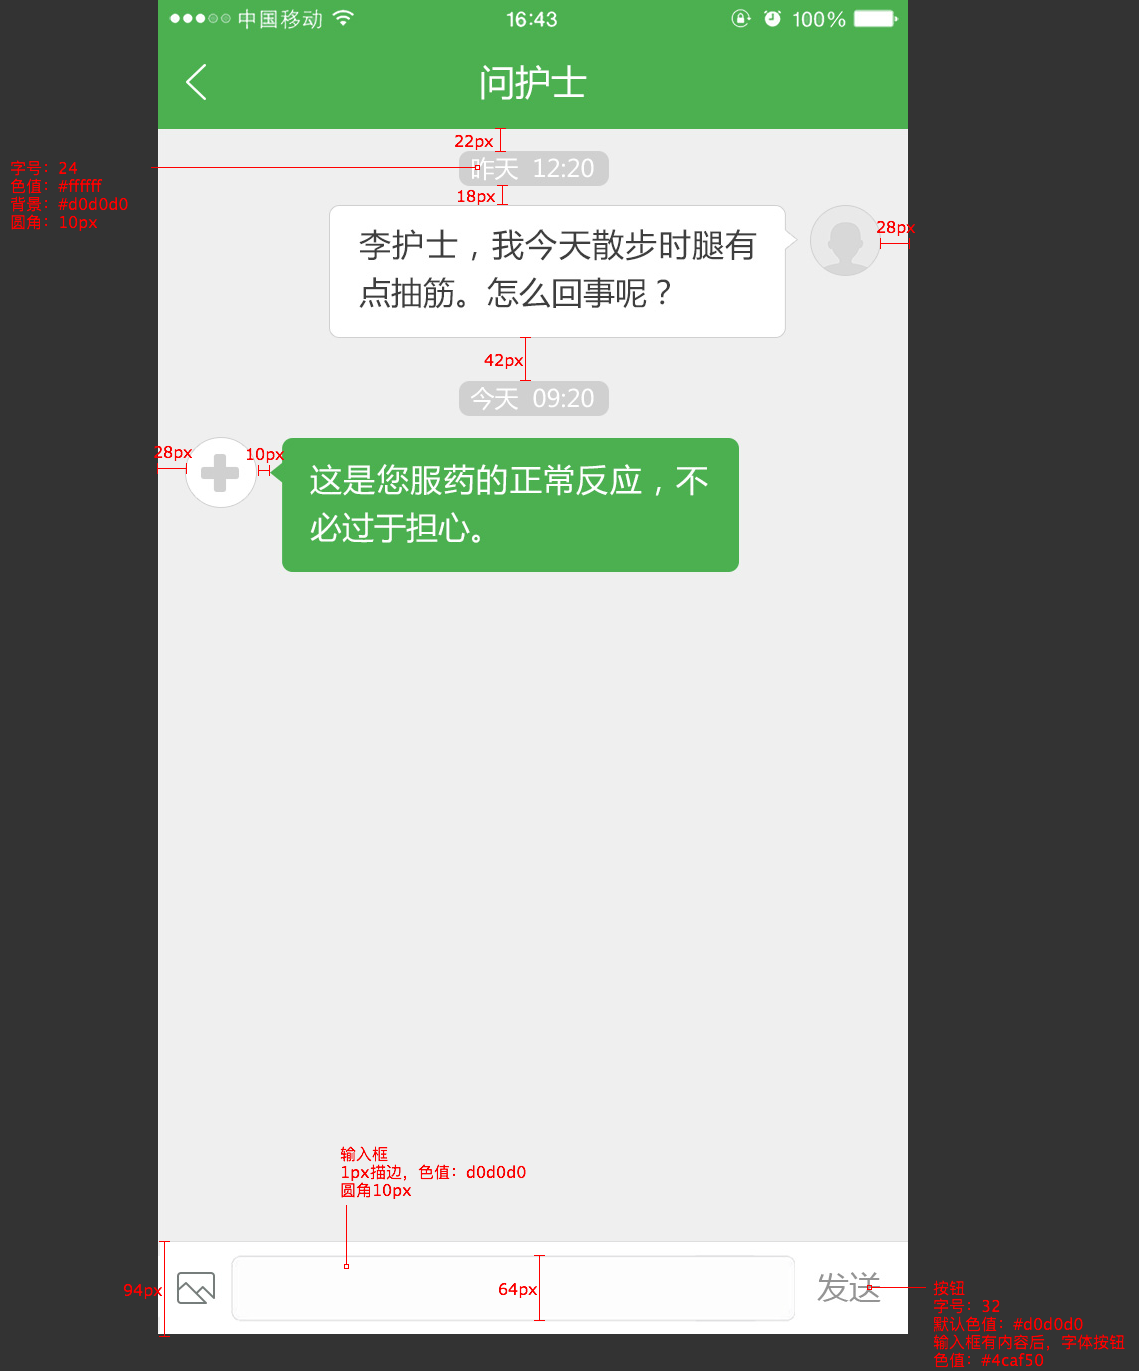 中国移动
16:43
100%
问护士
22px
昨天 12:20
字号：24
色值：#ffffff
背景：#d0d0d0
圆角：10px
18px
28px
李护士，我今天散步时腿有
点抽筋。怎么回事呢？
42px
今天 09:20
28px
10px
这是您服药的正常反应，不
必过于担心。
输入框
1px描边，色值：d0d0d0
圆角10px
94px
64px
发送
按钮
字号：32
默认色值：#d0d0d0
输入框有内容后，字体按钮
色值：#4caf50